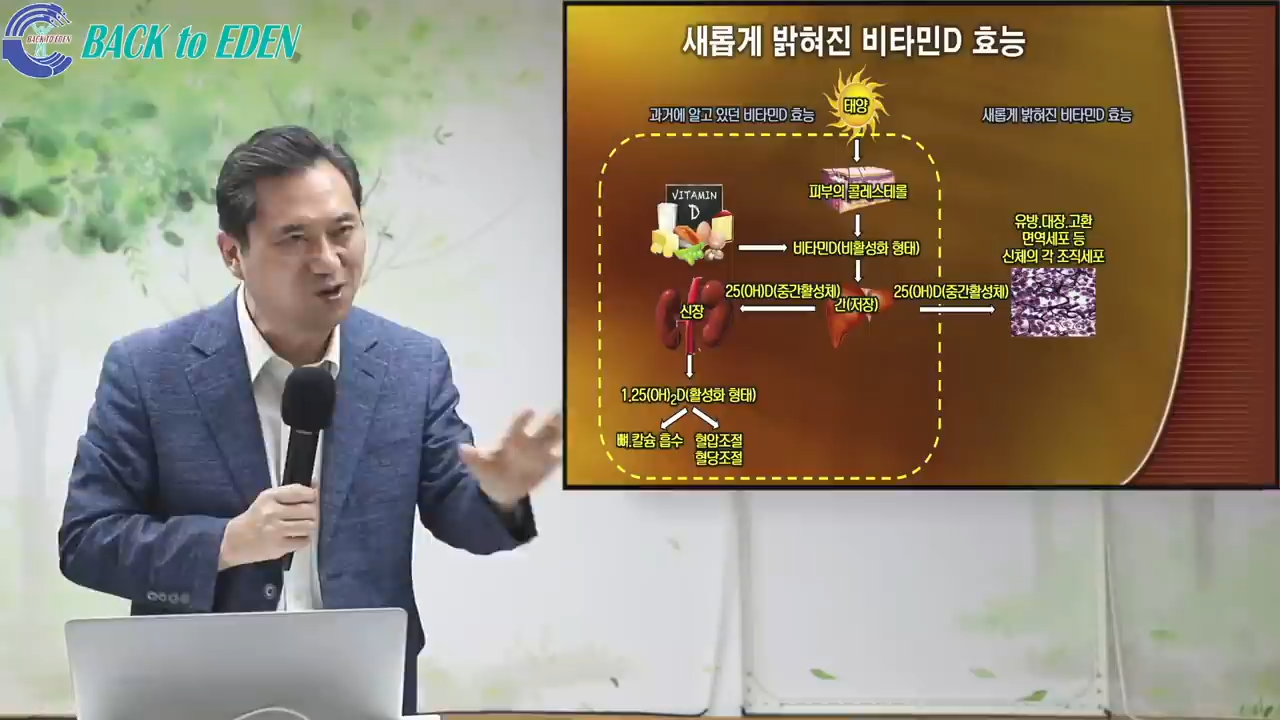 BACK TO EDEN
BACK to EDEN
새롭게 밝혀진 비타민D 효능
과거에 알고 있던 비타민D 효능
태양
새롭게 밝혀진 비타민D 효능
피부의 콜레스테롤
VITAMIN
D
비타민D(비활성화 형태)
유방.대장.고환
면역세포 등
신체의 각 조직세포
25(OH)D(중간활성체)
25(OH)D(중간활성체)
신장
간(저장)
1.25(OH)₂D(활성화 형태)
뼈.칼슘 흡수
혈압조절
혈당조절